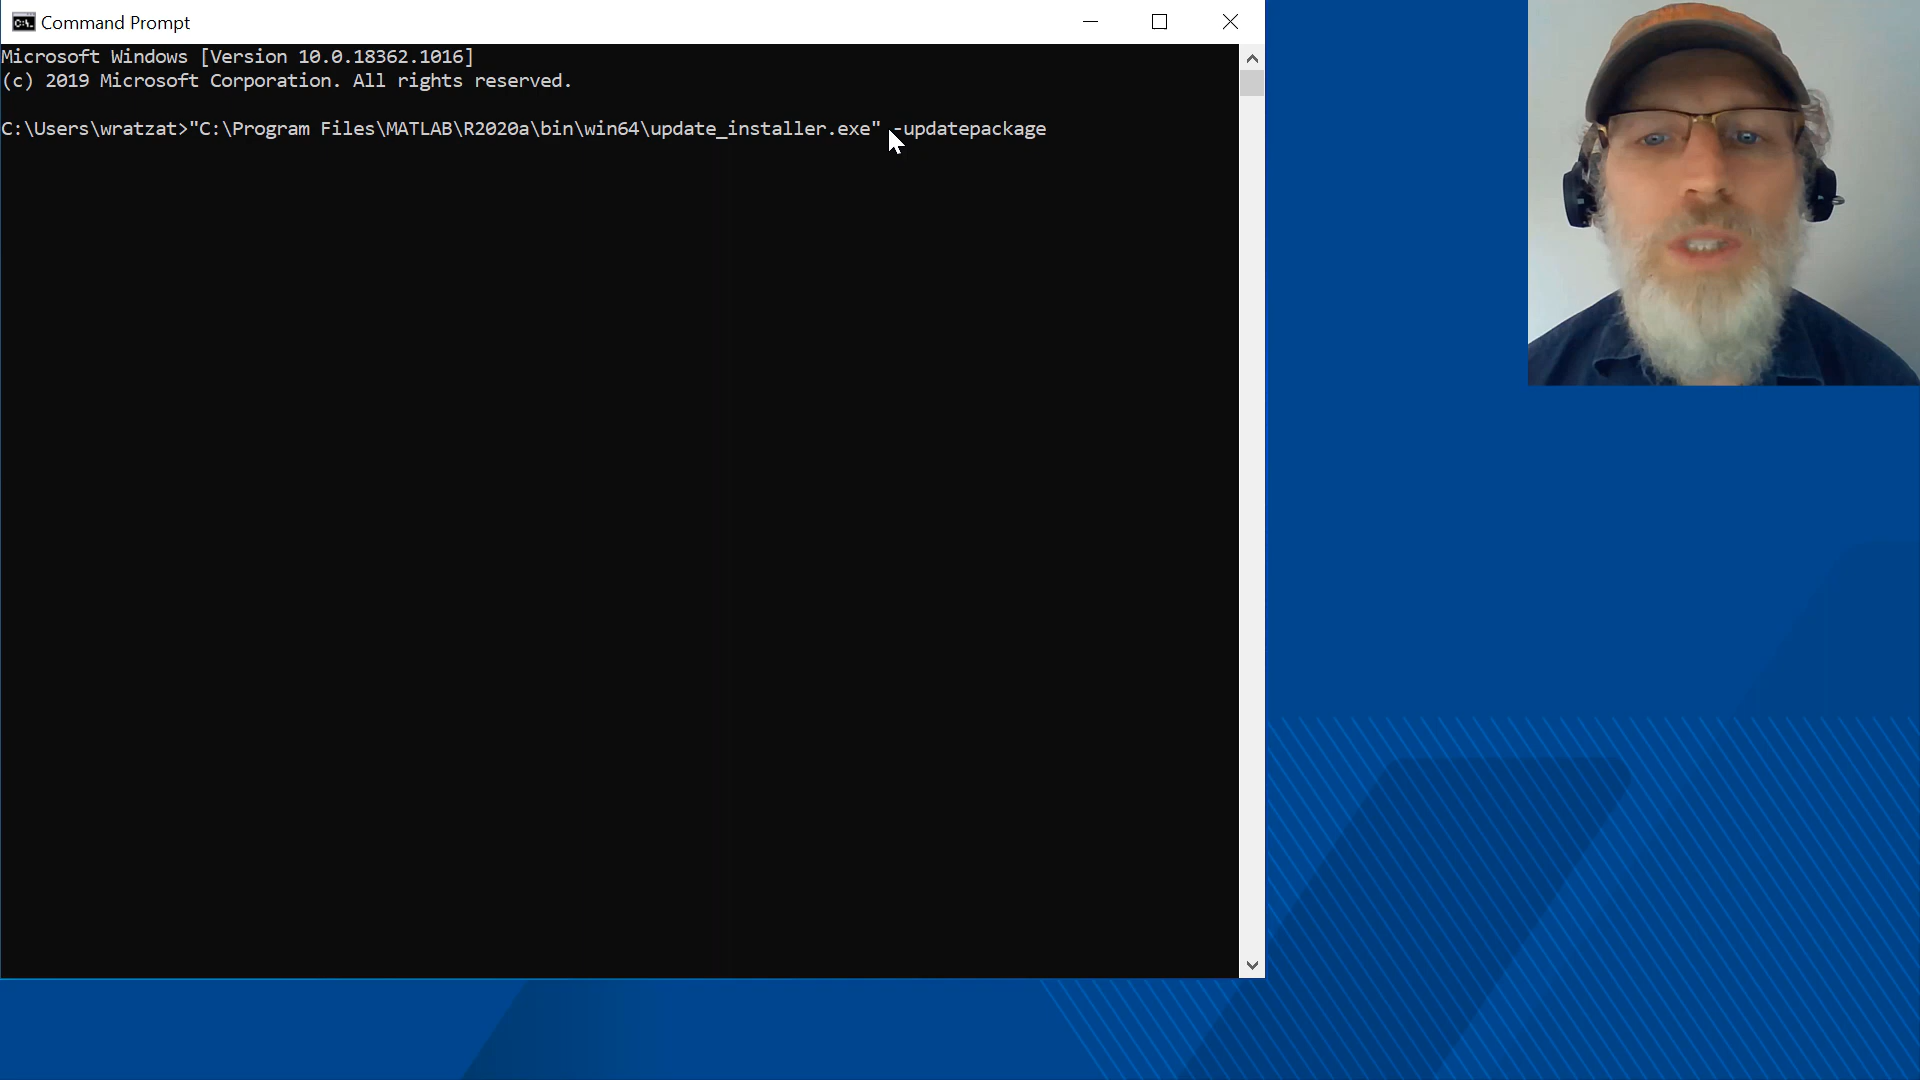 Command Prompt
Microsoft Windows [Version 10.0.18362.1016]
(c) 2019 Microsoft Corporation. All rights reserved.
C:\Users\wratzat>"C:\Program Files\MATLAB\R2020a\bin\win64\update_installer.exe" -updatepackage